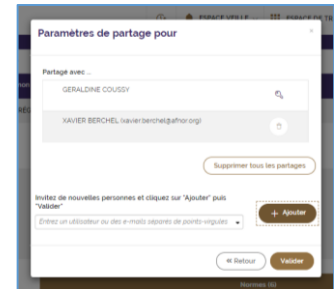 ESPACE VEILLE
ESPACE DE TR
Paramètres de partage pour
×
Partagé avec ...
GERALDINE COUSSY
XAVIER BERCHEL (xavier.berchel@afnor.org)
Supprimer tous les partages
Invitez de nouvelles personnes et cliquez sur "Ajouter" puis
"Valider"
Entrez un utilisateur ou des e-mails séparés de points-virgules
+ Ajouter
« Retour
Valider
Normes (6)